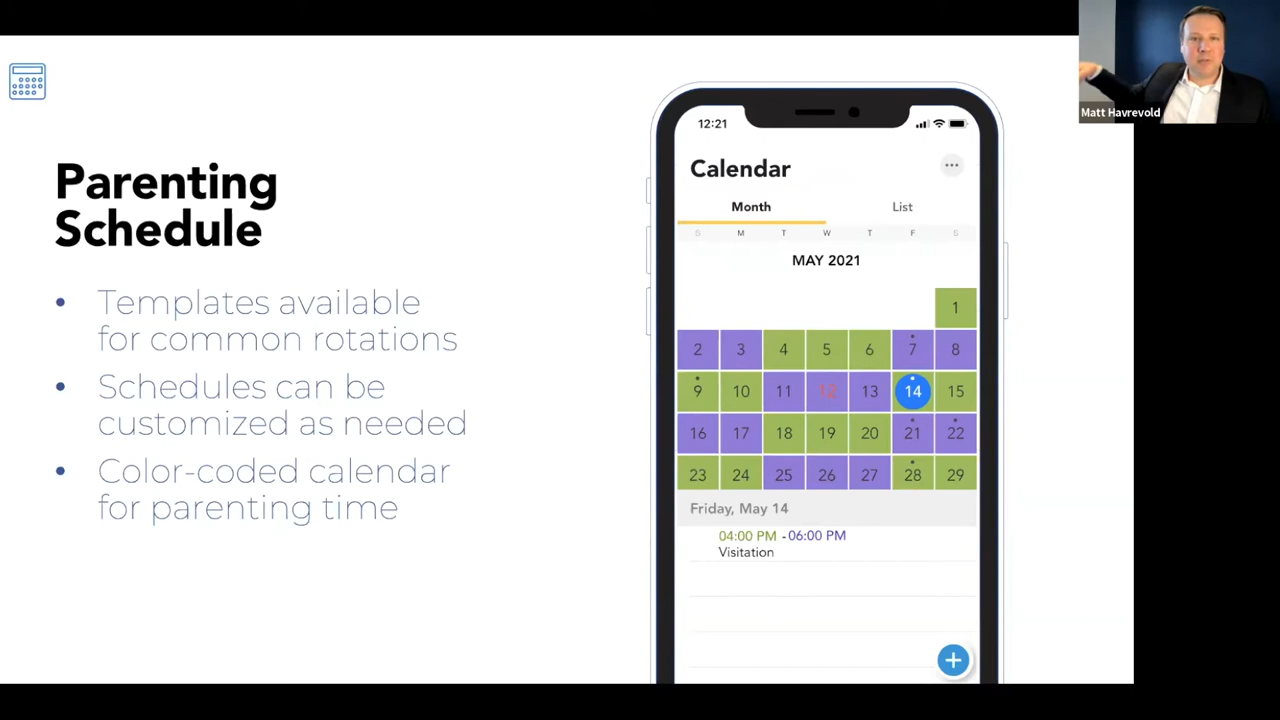 Matt Havrevold
Parenting
Schedule
• Templates available
for common rotations
• Schedules can be
customized as needed
• Color-coded calendar
for parenting time
12:21
Calendar
Month List
S M T W T F S
MAY 2021
1
2 3 4 5 6 7 8
9 10 11 12 13 14 15
16 17 18 19 20 21 22
23 24 25 26 27 28 29
Friday, May 14
04:00 PM - 06:00 PM
Visitation